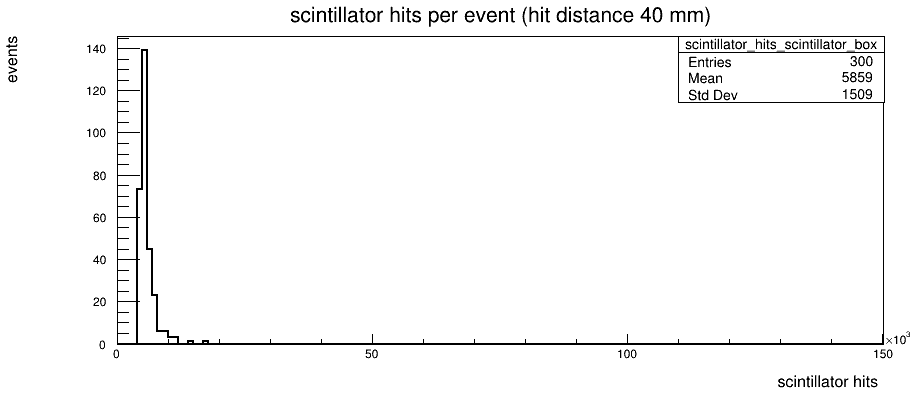 scintillator hits per event (hit distance 40 mm)
events
scintillator_hits_scintillator_box
Entries 300
Mean 5859
Std Dev 1509
140
120
100
80
60
40
20
0
0 50 100 150
×10³
scintillator hits